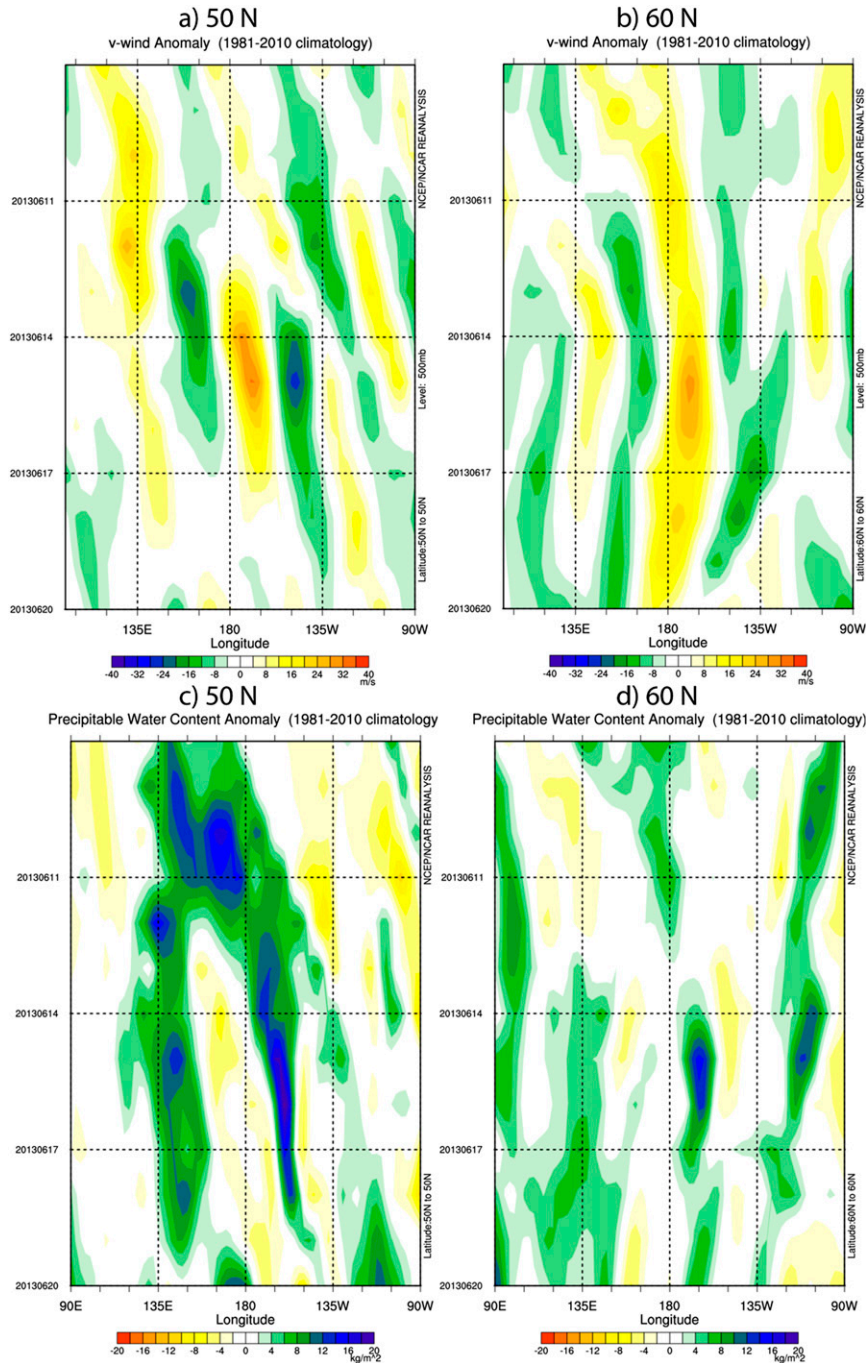 a) 50 N
v-wind Anomaly (1981-2010 climatology)
NCEP/NCAR REANALYSIS
Level: 500mb
Latitude:50N to 50N
20130611
20130614
20130617
20130620
135E 180 135W 90W
Longitude
-40 -32 -24 -16 -8 0 8 16 24 32 40
m/s
b) 60 N
v-wind Anomaly (1981-2010 climatology)
NCEP/NCAR REANALYSIS
Level: 500mb
Latitude:60N to 60N
20130611
20130614
20130617
20130620
135E 180 135W 90W
Longitude
-40 -32 -24 -16 -8 0 8 16 24 32 40
m/s
c) 50 N
Precipitable Water Content Anomaly (1981-2010 climatology
NCEP/NCAR REANALYSIS
Latitude:50N to 50N
20130611
20130614
20130617
20130620
90E 135E 180 135W 90W
Longitude
-20 -16 -12 -8 -4 0 4 8 12 16 20
kg/m^2
d) 60 N
Precipitable Water Content Anomaly (1981-2010 climatology
NCEP/NCAR REANALYSIS
Latitude:60N to 60N
20130611
20130614
20130617
20130620
90E 135E 180 135W 90W
Longitude
-20 -16 -12 -8 -4 0 4 8 12 16 20
kg/m^2